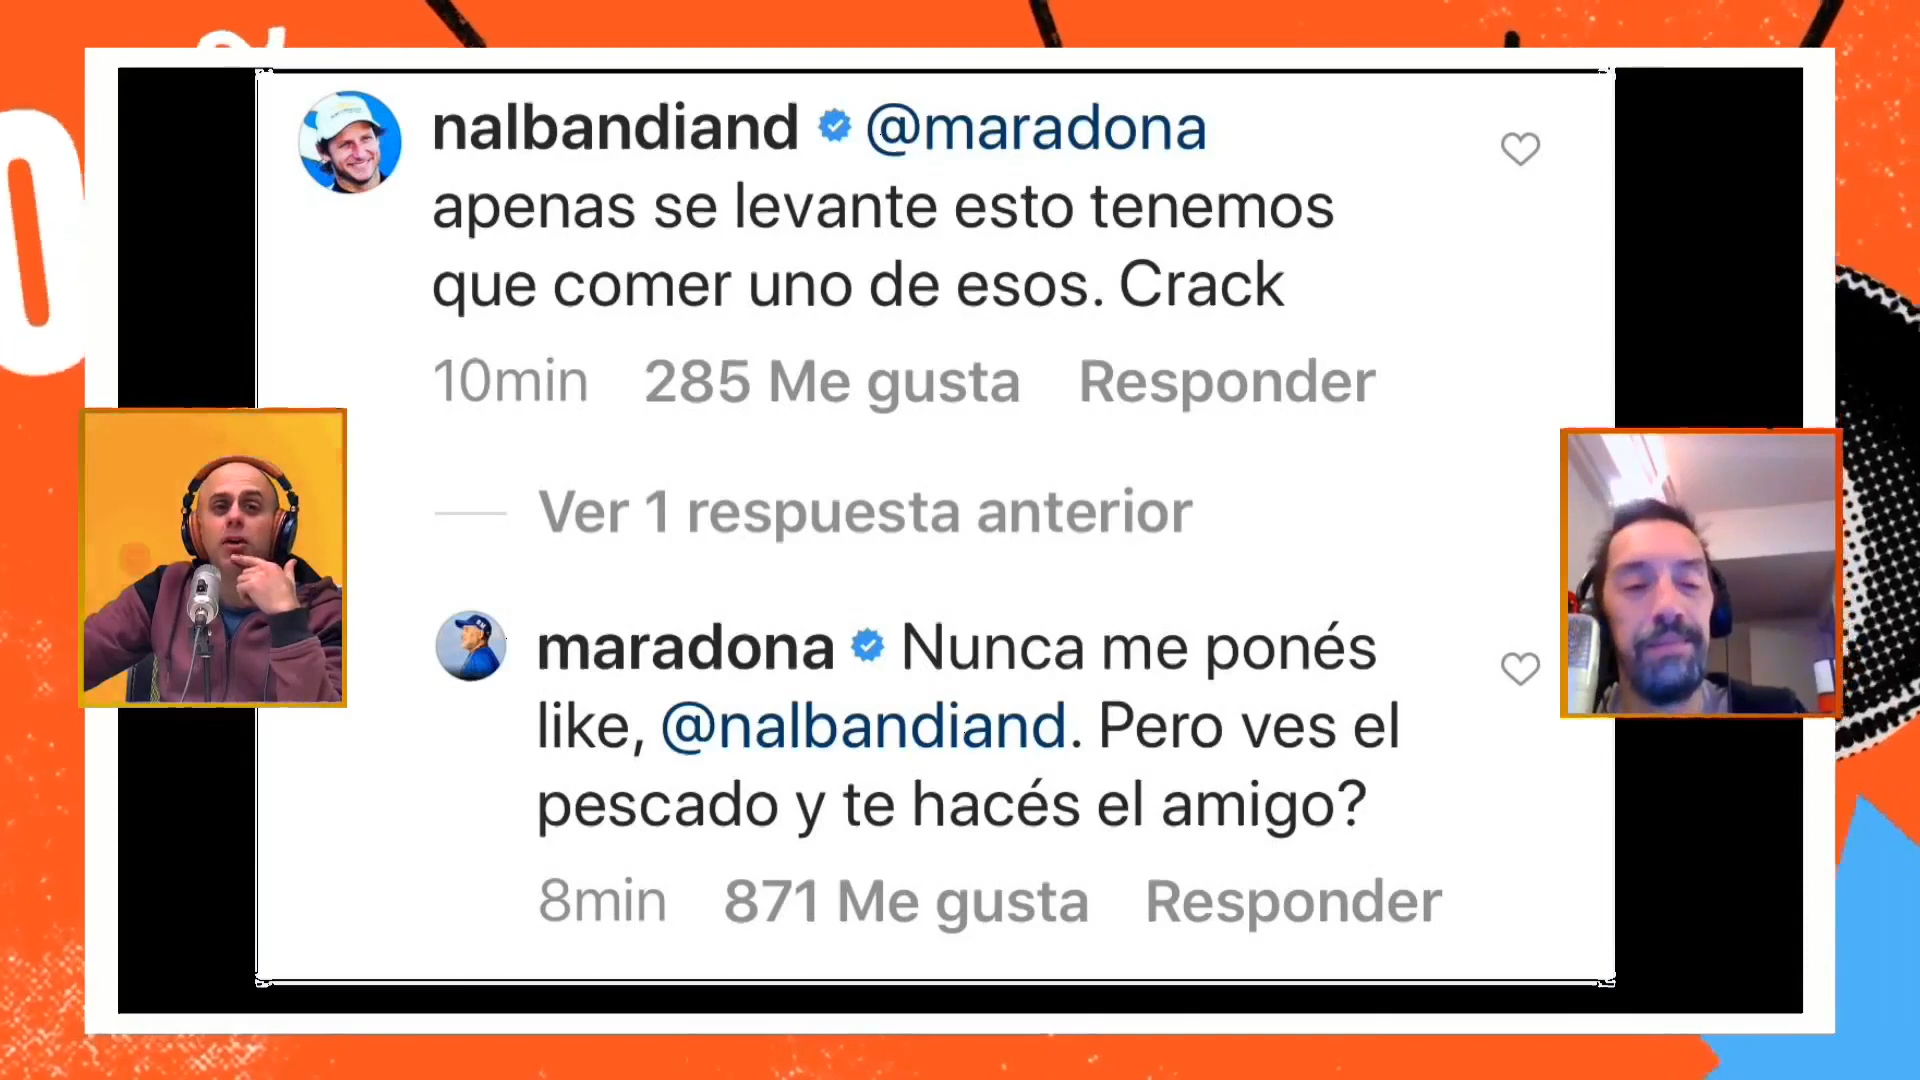 nalbandiand @maradona
apenas se levante esto tenemos
que comer uno de esos. Crack
10min 285 Me gusta Responder
Ver 1 respuesta anterior
maradona Nunca me ponés
like, @nalbandiand. Pero ves el
pescado y te hacés el amigo?
8min 871 Me gusta Responder